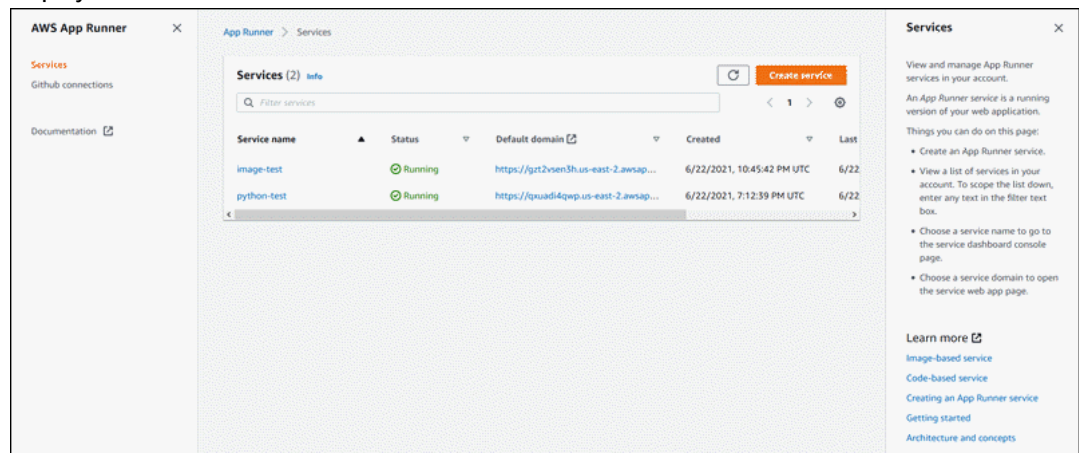 AWS App Runner
Services
Github connections
Documentation
App Runner > Services
Services (2) Info
Create service
Filter services
1
Service name Status Default domain Created Last
image-test Running https://gzt2vsen3h.us-east-2.awsap... 6/22/2021, 10:45:42 PM UTC 6/22
python-test Running https://qxuadi4qwp.us-east-2.awsap... 6/22/2021, 7:12:39 PM UTC 6/22
Services
View and manage App Runner
services in your account.
An App Runner service is a running
version of your web application.
Things you can do on this page:
• Create an App Runner service.
• View a list of services in your
account. To scope the list down,
enter any text in the filter text
box.
• Choose a service name to go to
the service dashboard console
page.
• Choose a service domain to open
the service web app page.
Learn more
Image-based service
Code-based service
Creating an App Runner service
Getting started
Architecture and concepts